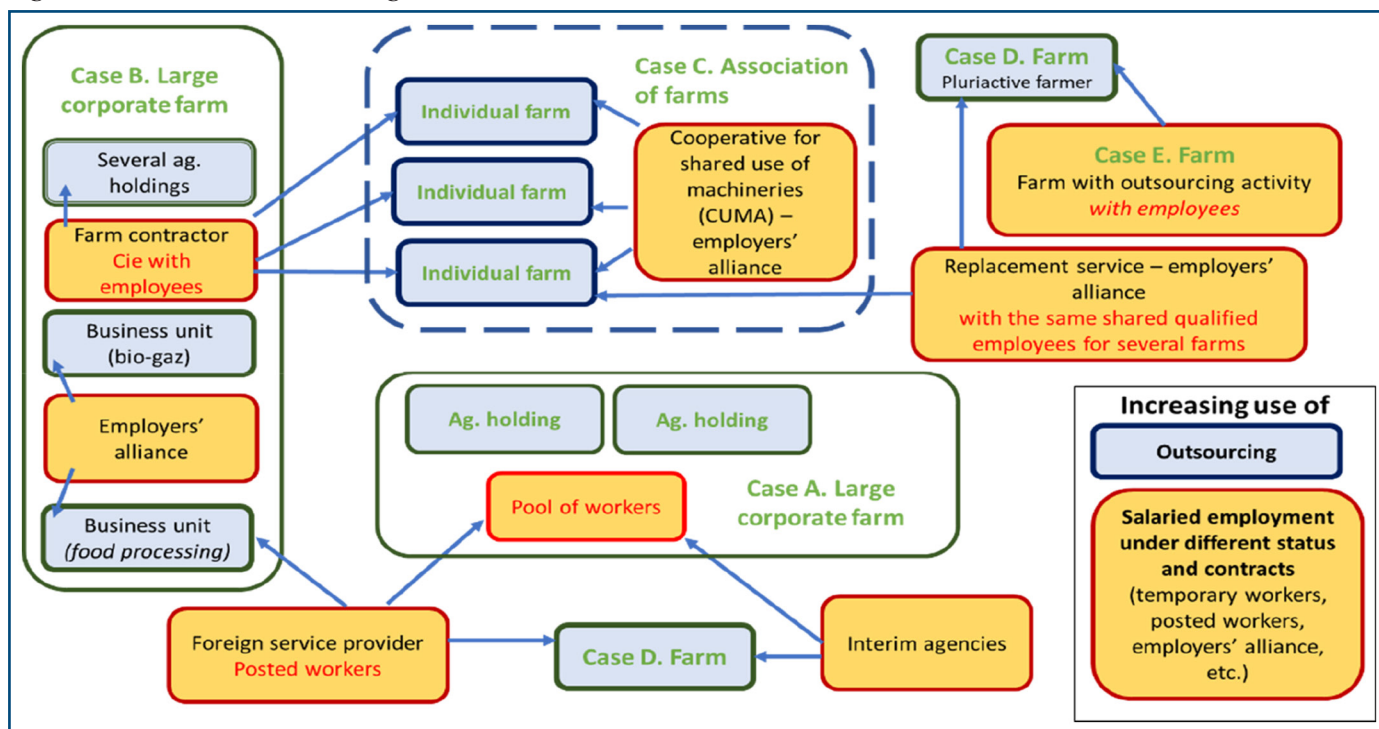 Case B. Large
corporate farm
Several ag.
holdings
Farm contractor
Cie with
employees
Business unit
(bio-gaz)
Employers’
alliance
Business unit
(food processing)
Case C. Association
of farms
Individual farm
Individual farm
Individual farm
Cooperative for
shared use of
machineries
(CUMA) –
employers’
alliance
Case D. Farm
Pluriactive farmer
Case E. Farm
Farm with outsourcing activity
with employees
Replacement service – employers’
alliance
with the same shared qualified
employees for several farms
Ag. holding
Ag. holding
Pool of workers
Case A. Large
corporate farm
Foreign service provider
Posted workers
Case D. Farm
Interim agencies
Increasing use of
Outsourcing
Salaried employment
under different status
and contracts
(temporary workers,
posted workers,
employers’ alliance,
etc.)